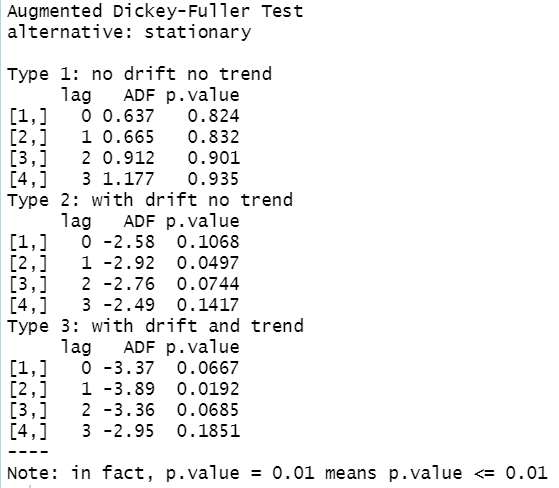 Augmented Dickey-Fuller Test
alternative: stationary

Type 1: no drift no trend
     lag   ADF p.value
[1,]   0 0.637   0.824
[2,]   1 0.665   0.832
[3,]   2 0.912   0.901
[4,]   3 1.177   0.935
Type 2: with drift no trend
     lag   ADF p.value
[1,]   0 -2.58  0.1068
[2,]   1 -2.92  0.0497
[3,]   2 -2.76  0.0744
[4,]   3 -2.49  0.1417
Type 3: with drift and trend
     lag   ADF p.value
[1,]   0 -3.37  0.0667
[2,]   1 -3.89  0.0192
[3,]   2 -3.36  0.0685
[4,]   3 -2.95  0.1851
----
Note: in fact, p.value = 0.01 means p.value <= 0.01